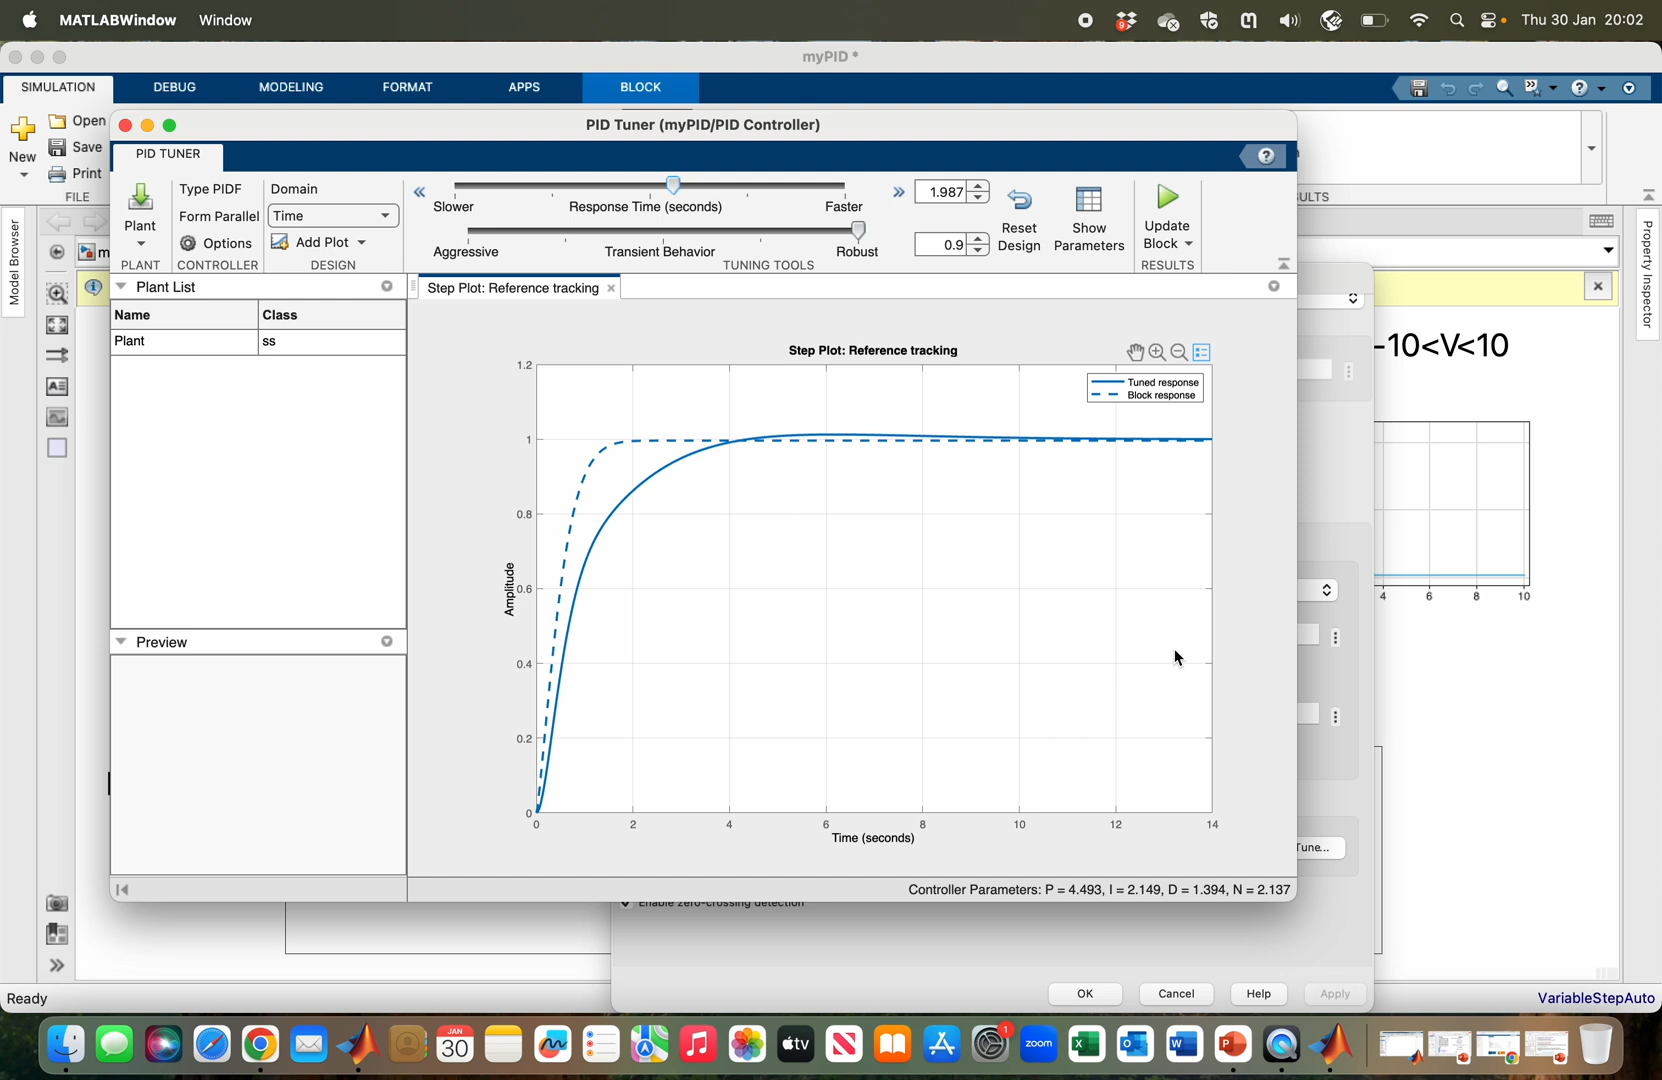 MATLABWindow Window
9
Thu 30 Jan 20:02
myPID *
SIMULATION DEBUG MODELING FORMAT APPS BLOCK
New
Open
Save
Print
FILE
PID Tuner (myPID/PID Controller)
PID TUNER
Plant
PLANT
Type PIDF
Form Parallel
Options
CONTROLLER
Domain
Time
Add Plot
DESIGN
Slower Response Time (seconds) Faster
1.987
Aggressive Transient Behavior Robust
0.9
TUNING TOOLS
Reset
Design
Show
Parameters
Update
Block
RESULTS
ULTS
Model Browser
Property Inspector
m
Plant List
Name Class
Plant ss
Preview
Step Plot: Reference tracking
Step Plot: Reference tracking
Tuned response
Block response
Amplitude
1.2
1
0.8
0.6
0.4
0.2
0
0 2 4 6 8 10 12 14
Time (seconds)
Controller Parameters: P = 4.493, I = 2.149, D = 1.394, N = 2.137
-10<V<10
4 6 8 10
Tune...
Enable zero-crossing detection
OK Cancel Help Apply
Ready
VariableStepAuto
JAN
30
tv
1
zoom